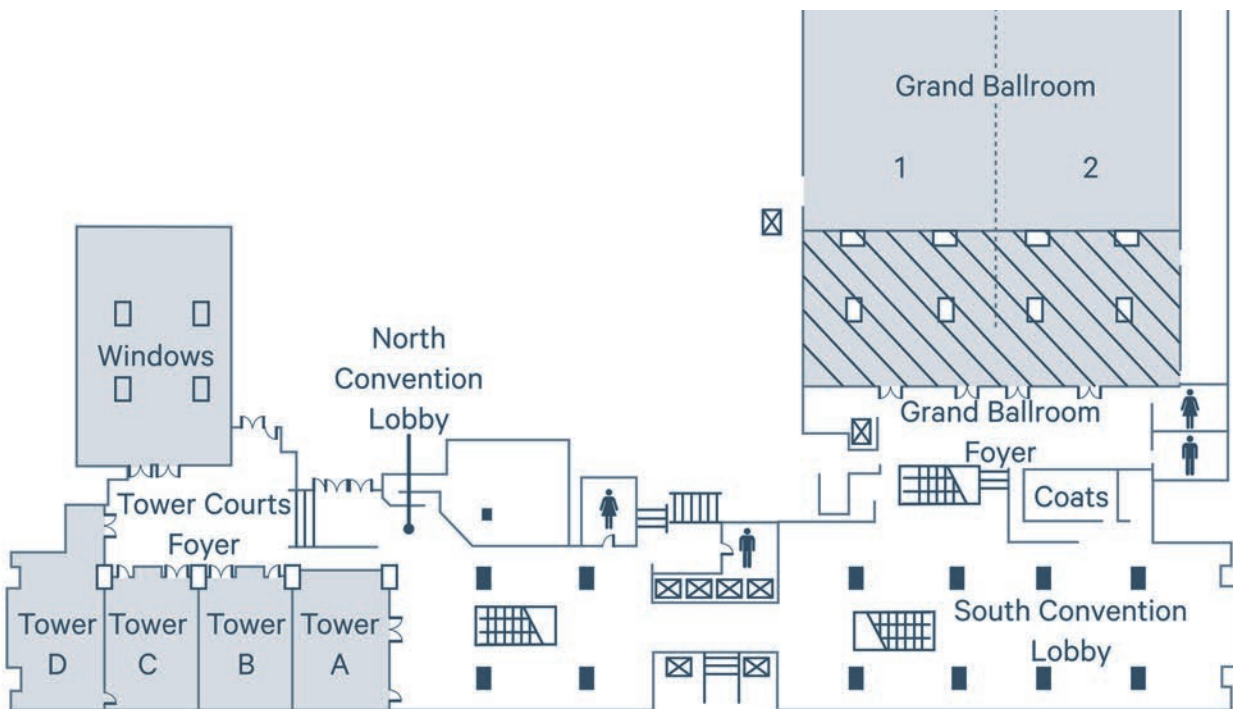 Grand Ballroom
1
2
Windows
North
Convention
Lobby
Grand Ballroom
Foyer
Tower Courts
Foyer
Coats
Tower
D
Tower
C
Tower
B
Tower
A
South Convention
Lobby